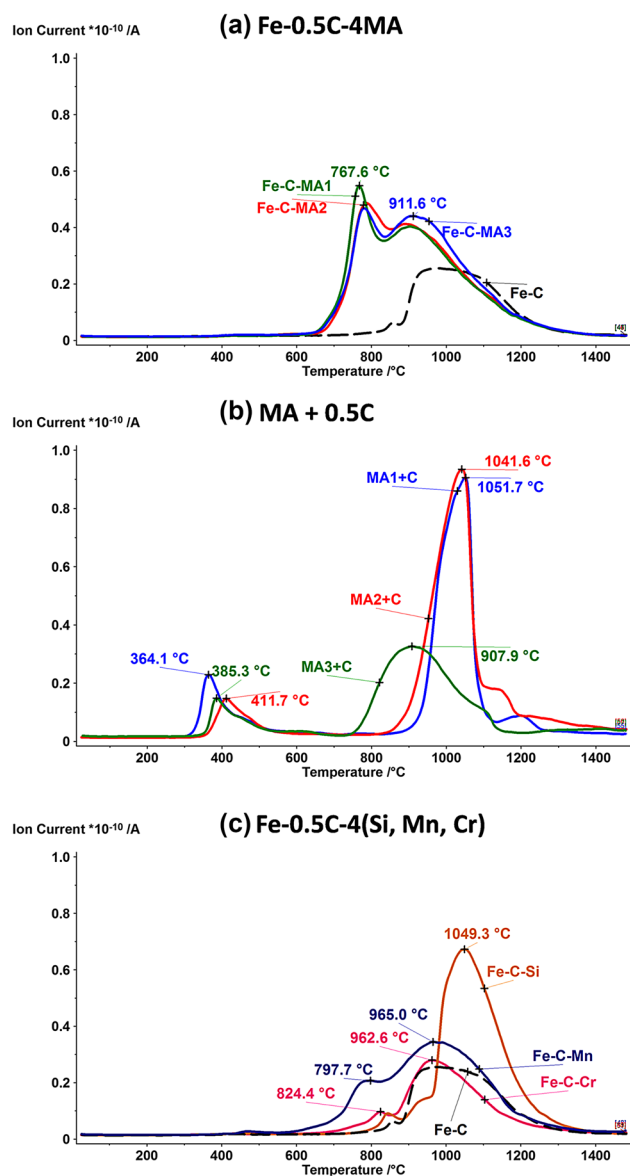 (a) Fe-0.5C-4MA
Ion Current *10⁻¹⁰ /A
1.0
0.8
0.6
0.4
0.2
0
767.6 °C
Fe-C-MA1
Fe-C-MA2
911.6 °C
Fe-C-MA3
Fe-C
200 400 600 800 1000 1200 1400
Temperature /°C
(b) MA + 0.5C
Ion Current *10⁻¹⁰ /A
1.0
0.8
0.6
0.4
0.2
0
1041.6 °C
MA1+C
1051.7 °C
MA2+C
364.1 °C
385.3 °C
MA3+C
907.9 °C
411.7 °C
200 400 600 800 1000 1200 1400
Temperature /°C
(c) Fe-0.5C-4(Si, Mn, Cr)
Ion Current *10⁻¹⁰ /A
1.0
0.8
0.6
0.4
0.2
0
1049.3 °C
Fe-C-Si
965.0 °C
962.6 °C
Fe-C-Mn
797.7 °C
Fe-C-Cr
824.4 °C
Fe-C
200 400 600 800 1000 1200 1400
Temperature /°C